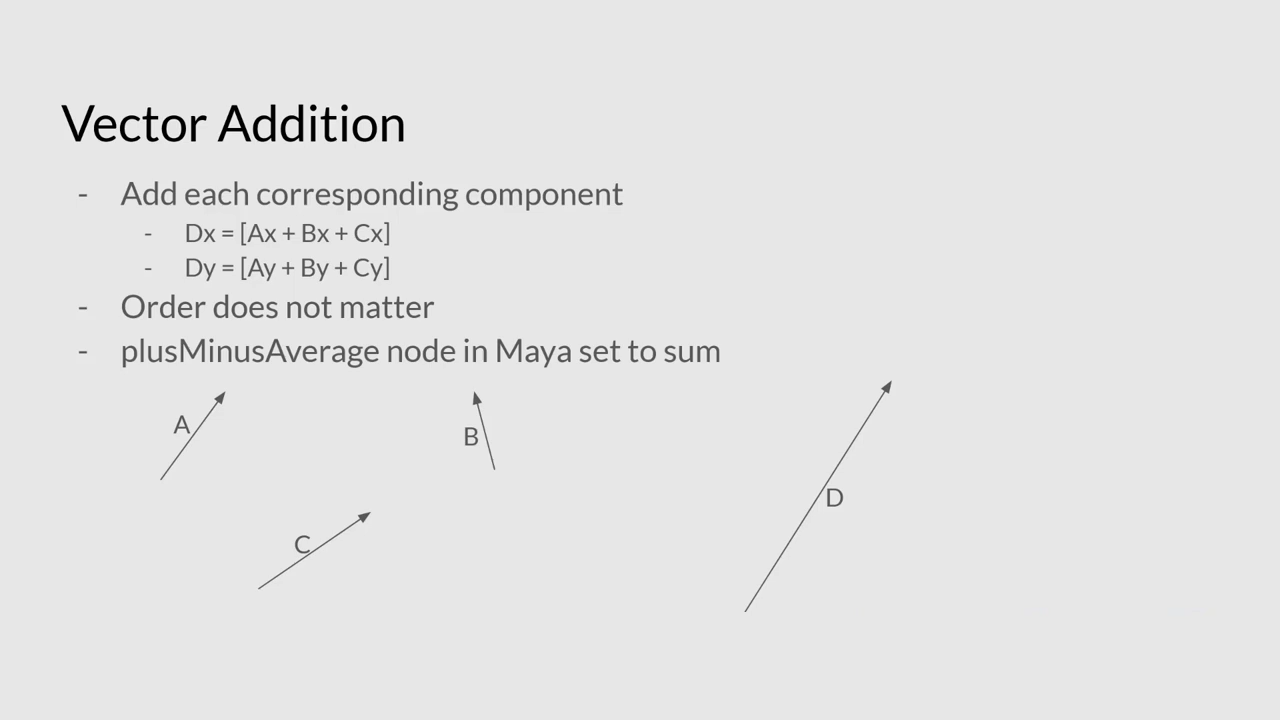 Vector Addition
- Add each corresponding component
- Dx = [Ax + Bx + Cx]
- Dy = [Ay + By + Cy]
- Order does not matter
- plusMinusAverage node in Maya set to sum
A
B
D
C